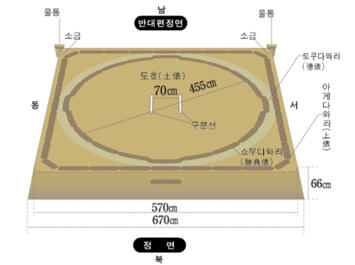 남
반대편정면
물통
물통
소금
소금
토쿠다와라
(德俵)
토효(土俵)
455㎝
70㎝
동
서
아게다와라(上俵)
구분선
쇼부다와라
(勝負俵)
66㎝
570㎝
670㎝
정 면
북